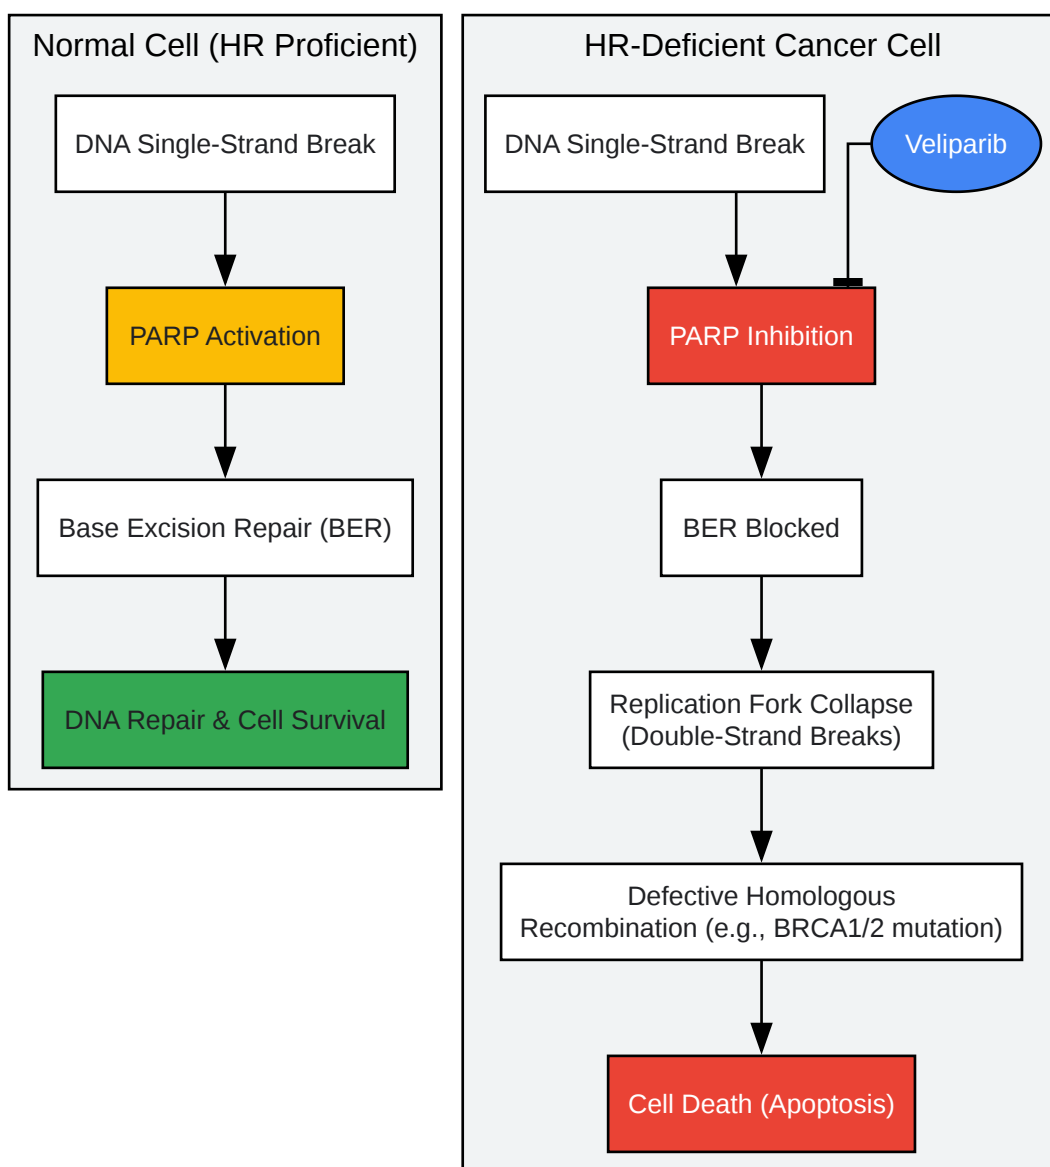 Normal Cell (HR Proficient)
DNA Single-Strand Break
PARP Activation
Base Excision Repair (BER)
DNA Repair & Cell Survival
HR-Deficient Cancer Cell
DNA Single-Strand Break
Veliparib
PARP Inhibition
BER Blocked
Replication Fork Collapse
(Double-Strand Breaks)
Defective Homologous
Recombination (e.g., BRCA1/2 mutation)
Cell Death (Apoptosis)